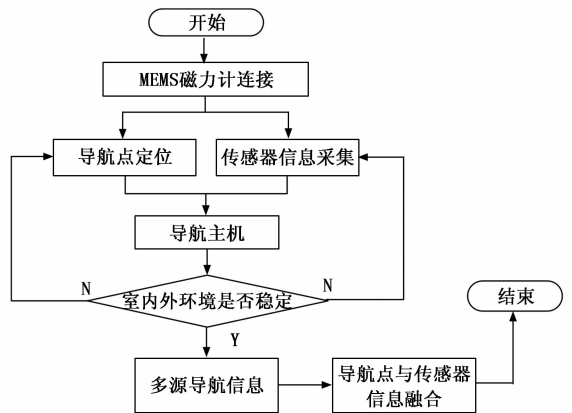 开始
MEMS磁力计连接
导航点定位
传感器信息采集
导航主机
N
室内外环境是否稳定
N
结束
Y
多源导航信息
导航点与传感器
信息融合